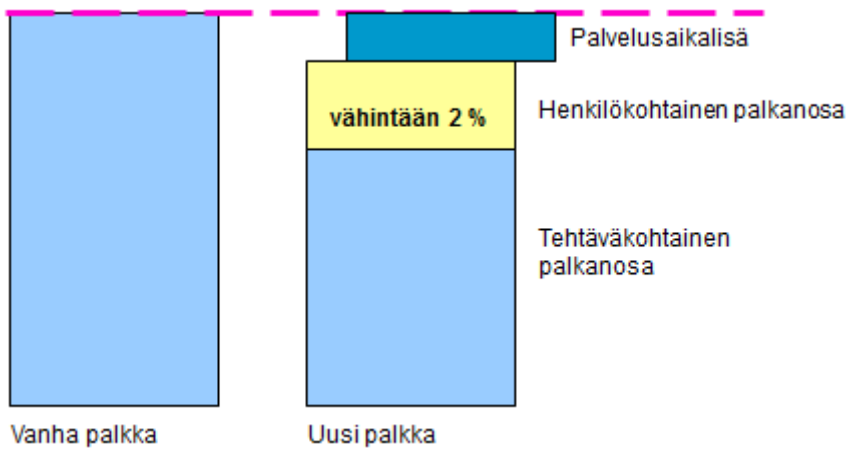 Palvelusaikalisä
vähintään 2 %
Henkilökohtainen palkanosa
Tehtäväkohtainen
palkanosa
Vanha palkka
Uusi palkka